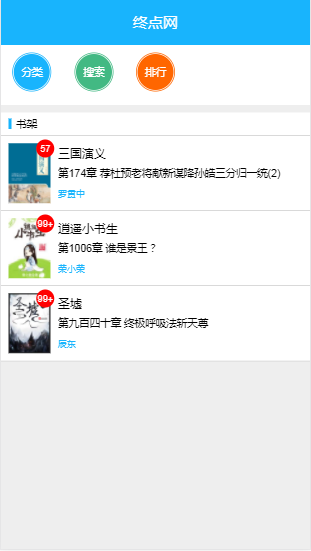 终点网
分类 搜索 排行
书架
57
三国演义
第174章 荐杜预老将献新谋降孙皓三分归一统(2)
罗贯中
99+
逍遥小书生
第1006章 谁是景王？
荣小荣
99+
圣墟
第九百四十章 终极呼吸法斩天尊
辰东